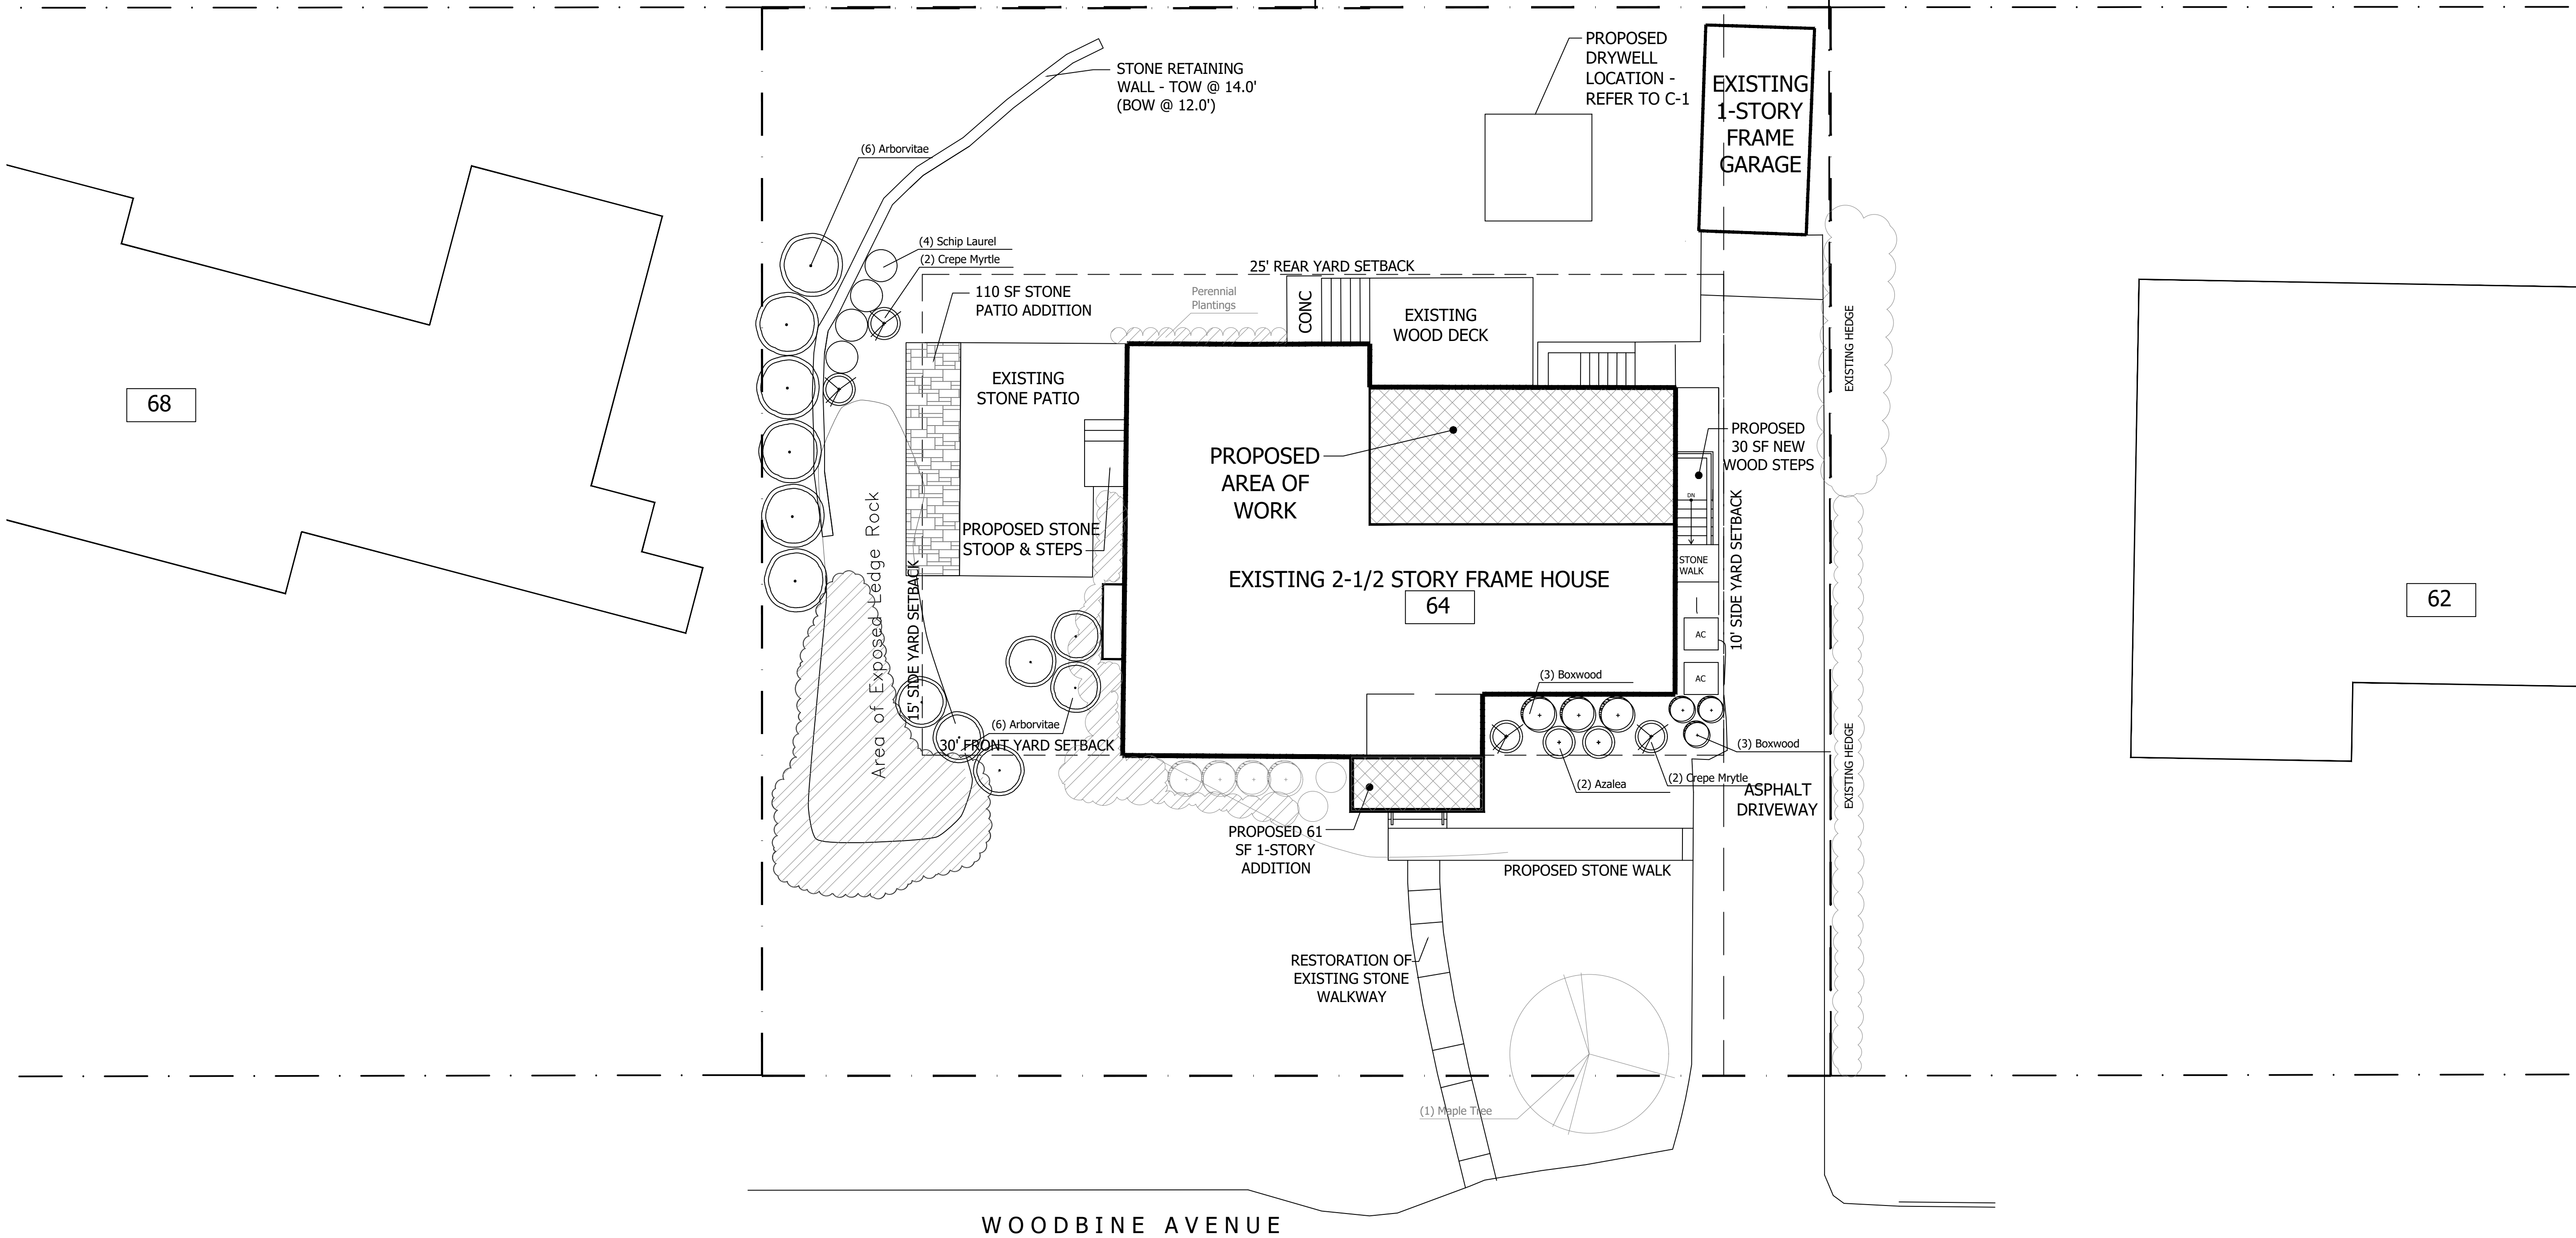 PROPOSED
DRYWELL
LOCATION -
REFER TO C-1
STONE RETAINING
WALL - TOW @ 14.0'
(BOW @ 12.0')
EXISTING
1-STORY
FRAME
GARAGE
(6) Arborvitae
(4) Schip Laurel
(2) Crepe Myrtle
25' REAR YARD SETBACK
110 SF STONE
PATIO ADDITION
Perennial
Plantings
CONC
EXISTING
WOOD DECK
EXISTING HEDGE
EXISTING
STONE PATIO
68
PROPOSED
30 SF NEW
WOOD STEPS
PROPOSED
AREA OF
WORK
DN
10' SIDE YARD SETBACK
PROPOSED STONE
STOOP & STEPS
STONE
WALK
EXISTING 2-1/2 STORY FRAME HOUSE
64
62
Area of Exposed Ledge Rock
15' SIDE YARD SETBACK
AC
AC
(3) Boxwood
(6) Arborvitae
30' FRONT YARD SETBACK
(3) Boxwood
(2) Crepe Mrytle
(2) Azalea
ASPHALT
DRIVEWAY
EXISTING HEDGE
PROPOSED 61
SF 1-STORY
ADDITION
PROPOSED STONE WALK
RESTORATION OF
EXISTING STONE
WALKWAY
(1) Maple Tree
WOODBINE AVENUE